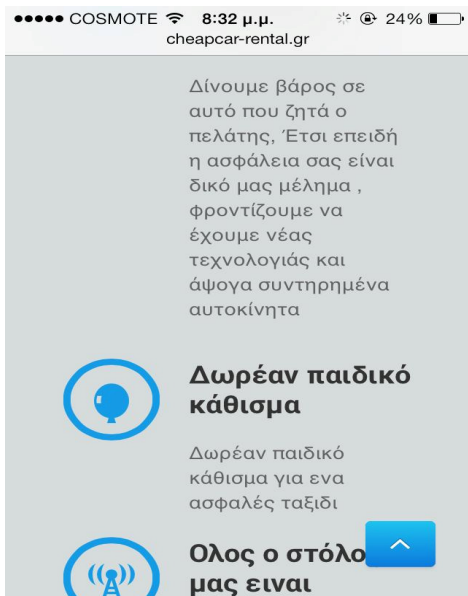 COSMOTE 8:32 μ.μ. 24%
cheapcar-rental.gr
Δίνουμε βάρος σε
αυτό που ζητά ο
πελάτης, Έτσι επειδή
η ασφάλεια σας είναι
δικό μας μέλημα ,
φροντίζουμε να
έχουμε νέας
τεχνολογιάς και
άψογα συντηρημένα
αυτοκίνητα
Δωρέαν παιδικό
κάθισμα
Δωρέαν παιδικό
κάθισμα για ενα
ασφαλές ταξιδι
Ολος ο στόλο
μας ειναι